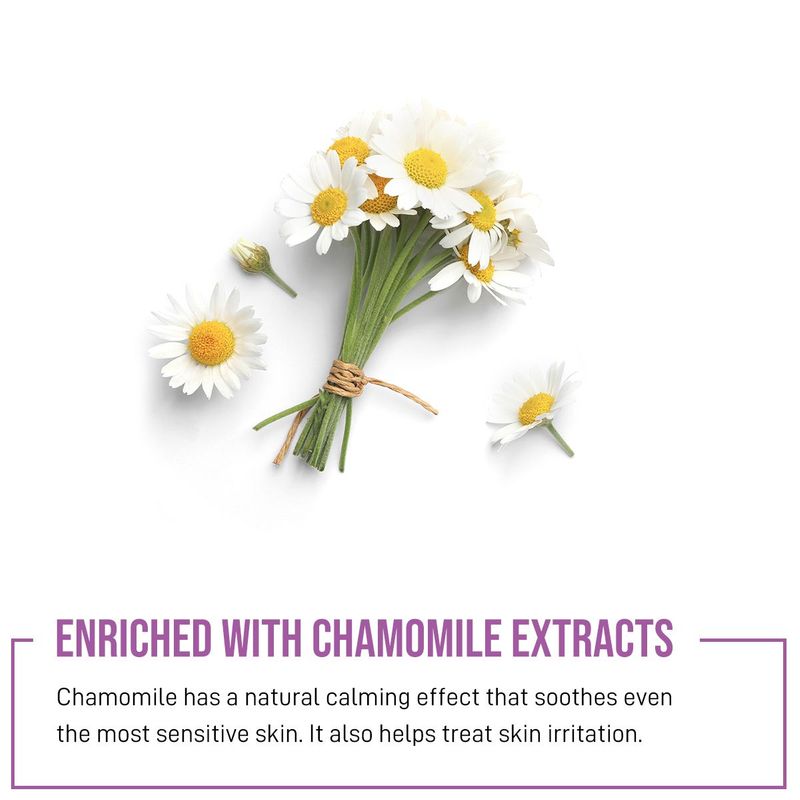 ENRICHED WITH CHAMOMILE EXTRACTS
Chamomile has a natural calming effect that soothes even
the most sensitive skin. It also helps treat skin irritation.